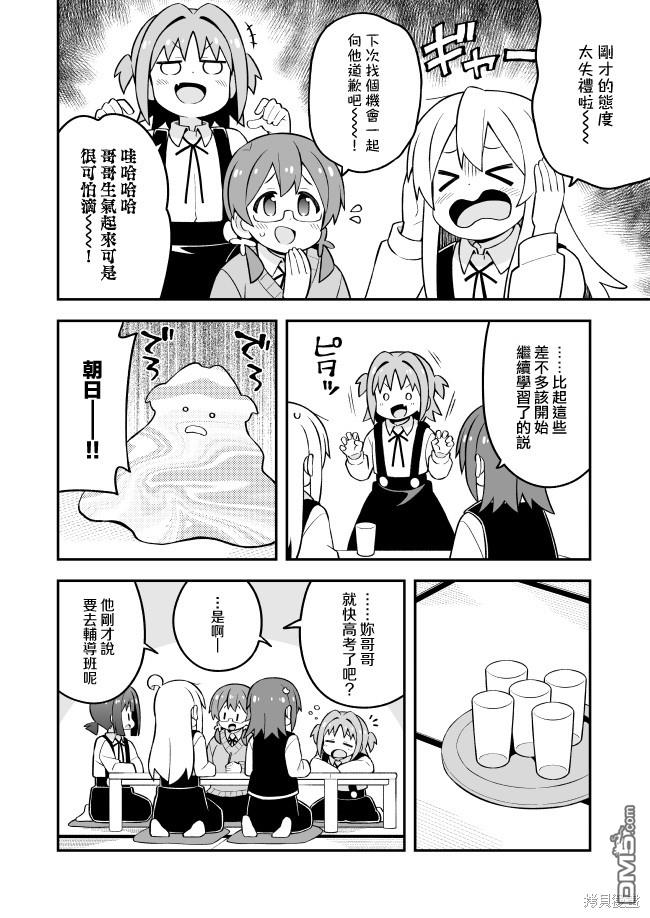 剛才的態度
太失禮啦~~
ギャー
下次找個機會一起
向他道歉吧~~!
哇哈哈哈
哥哥生氣起來可是
很可怕滴~~!
……比起這些
差不多該開始
繼續學習了的說
ピロッ
でろ
でろ
朝日——!!
……妳哥哥
就快高考了吧?
…是啊—
他剛才說
要去輔導班呢
DM5.com
拷貝漫畫